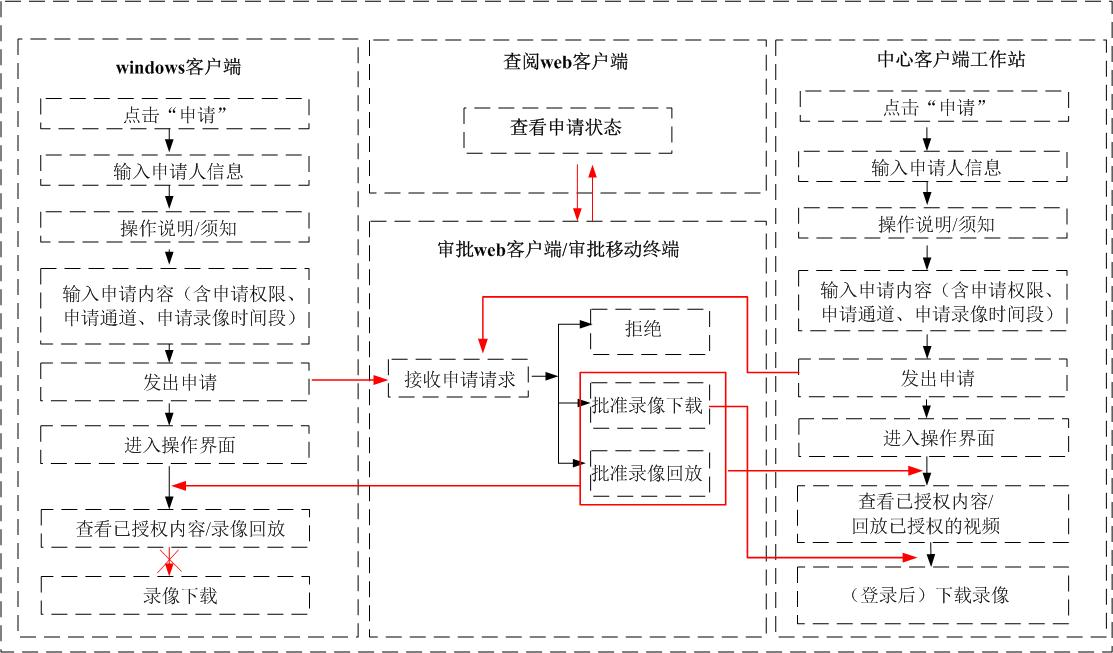 windows客户端
点击“申请”
输入申请人信息
操作说明/须知
输入申请内容（含申请权限、
申请通道、申请录像时间段）
发出申请
进入操作界面
查看已授权内容/录像回放
录像下载
查阅web客户端
查看申请状态
审批web客户端/审批移动终端
接收申请请求
拒绝
批准录像下载
批准录像回放
中心客户端工作站
点击“申请”
输入申请人信息
操作说明/须知
输入申请内容（含申请权限、
申请通道、申请录像时间段）
发出申请
进入操作界面
查看已授权内容/
回放已授权的视频
（登录后）下载录像